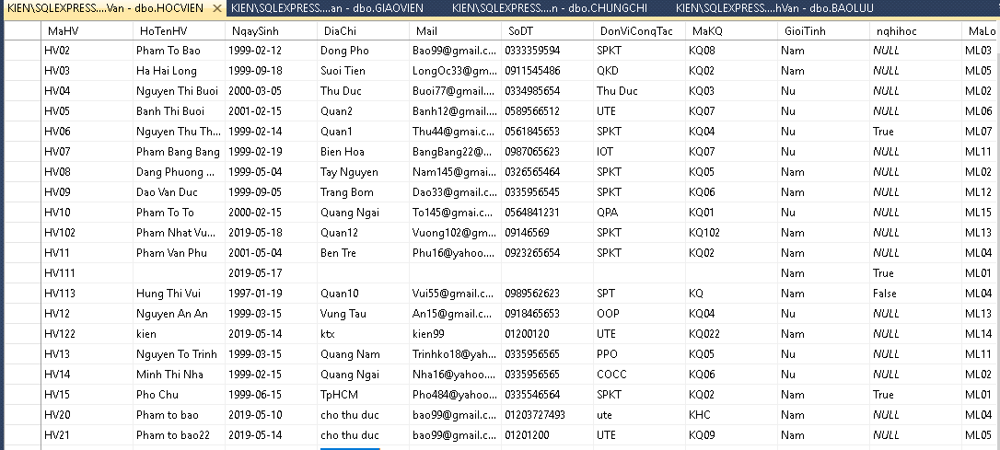 KIEN\SQLEXPRESS....Van - dbo.HOCVIEN KIEN\SQLEXPRESS....an - dbo.GIAOVIEN KIEN\SQLEXPRESS....n - dbo.CHUNGCHI KIEN\SQLEXPRESS....hVan - dbo.BAOLUU
MaHV HoTenHV NgaySinh DiaChi Mail SoDT DonViCongTac MaKQ GioiTinh nghihoc MaLo
HV02 Pham To Bao 1999-02-12 Dong Pho Bao99@gmail.c... 0333359594 SPKT KQ08 Nam NULL ML03
HV03 Ha Hai Long 1999-09-18 Suoi Tien LongOc33@gm... 0911545486 QKD KQ02 Nam NULL ML05
HV04 Nguyen Thi Buoi 2000-03-05 Thu Duc Buoi77@gmail.... 0334985654 Thu Duc KQ03 Nu NULL ML02
HV05 Banh Thi Buoi 2001-02-15 Quan2 Banh12@gmail.... 0589566512 UTE KQ07 Nu NULL ML06
HV06 Nguyen Thu Th... 1999-02-14 Quan1 Thu44@gmai.c... 0561845653 SPKT KQ04 Nu True ML07
HV07 Pham Bang Bang 1999-02-19 Bien Hoa BangBang22@... 0987065623 IOT KQ07 Nu NULL ML11
HV08 Dang Phuong ... 1999-05-04 Tay Nguyen Nam145@gmai... 0326565464 SPKT KQ05 Nam NULL ML02
HV09 Dao Van Duc 1999-09-05 Trang Bom Dao33@gmail.c... 0335956545 SPKT KQ06 Nam NULL ML12
HV10 Pham To To 2000-02-15 Quang Ngai To145@gmai.co... 0564841231 QPA KQ01 Nu NULL ML15
HV102 Pham Nhat Vu... 2019-05-18 Quan12 Vuong102@gm... 09146569 SPKT KQ102 Nam NULL ML13
HV11 Pham Van Phu 2001-05-04 Ben Tre Phu16@yahoo.... 0923265654 SPKT KQ02 Nam NULL ML04
HV111 2019-05-17 Nam True ML01
HV113 Hung Thi Vui 1997-01-19 Quan10 Vui55@gmail.c... 0989562623 SPT KQ Nam False ML04
HV12 Nguyen An An 1999-03-15 Vung Tau An15@gmail.co... 0918465653 OOP KQ04 Nu NULL ML13
HV122 kien 2019-05-14 ktx kien99 01200120 UTE KQ022 Nam NULL ML14
HV13 Nguyen To Trinh 1999-03-15 Quang Nam Trinhko18@yah... 0335956565 PPO KQ05 Nu NULL ML11
HV14 Minh Thi Nha 1999-02-15 Quang Ngai Nha16@yahoo.... 0335956565 COCC KQ06 Nu NULL ML02
HV15 Pho Chu 1999-06-15 TpHCM Pho484@yahoo... 0335546564 SPKT KQ02 Nam True ML01
HV20 Pham to bao 2019-05-10 cho thu duc bao99@gmail.c... 01203727493 ute KHC Nam NULL ML04
HV21 Pham to bao22 2019-05-14 cho thu duc bao99@gmail.c... 01201200 UTE KQ09 Nam NULL ML05